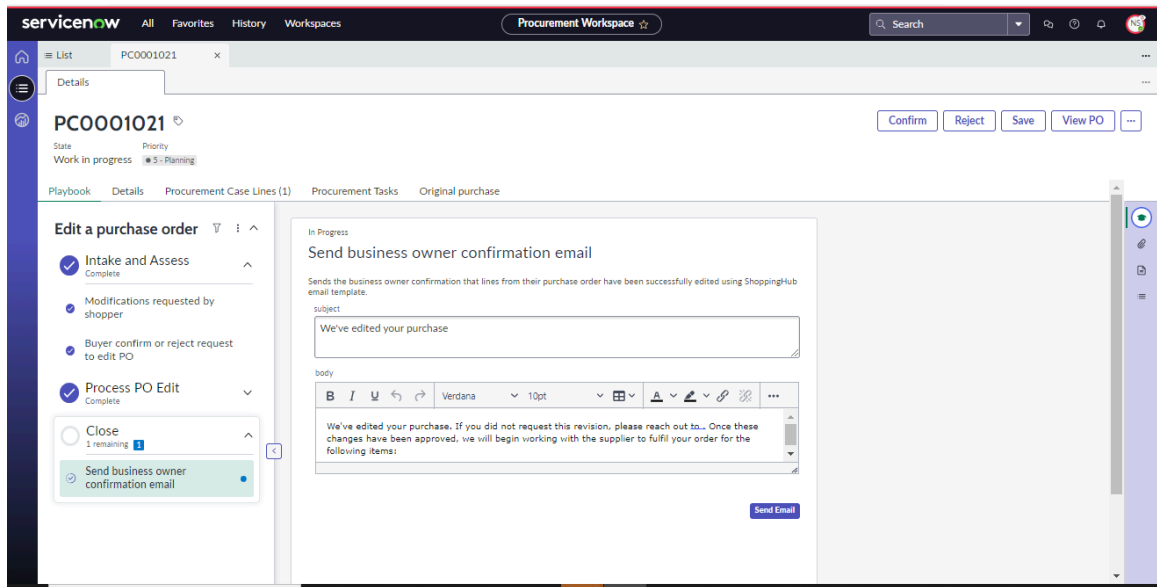 servicenow All Favorites History Workspaces Procurement Workspace Search NS
List PC0001021 x
Details
PC0001021 Confirm Reject Save View PO
State Priority
Work in progress 5 - Planning
Playbook Details Procurement Case Lines (1) Procurement Tasks Original purchase
Edit a purchase order
Intake and Assess
Complete
Modifications requested by
shopper
Buyer confirm or reject request
to edit PO
Process PO Edit
Complete
Close
1 remaining 1
Send business owner
confirmation email
In Progress
Send business owner confirmation email
Sends the business owner confirmation that lines from their purchase order have been successfully edited using ShoppingHub
email template.
subject
We've edited your purchase
body
B I U Verdana 10pt A
We've edited your purchase. If you did not request this revision, please reach out to . Once these
changes have been approved, we will begin working with the supplier to fulfil your order for the
following items:
Send Email